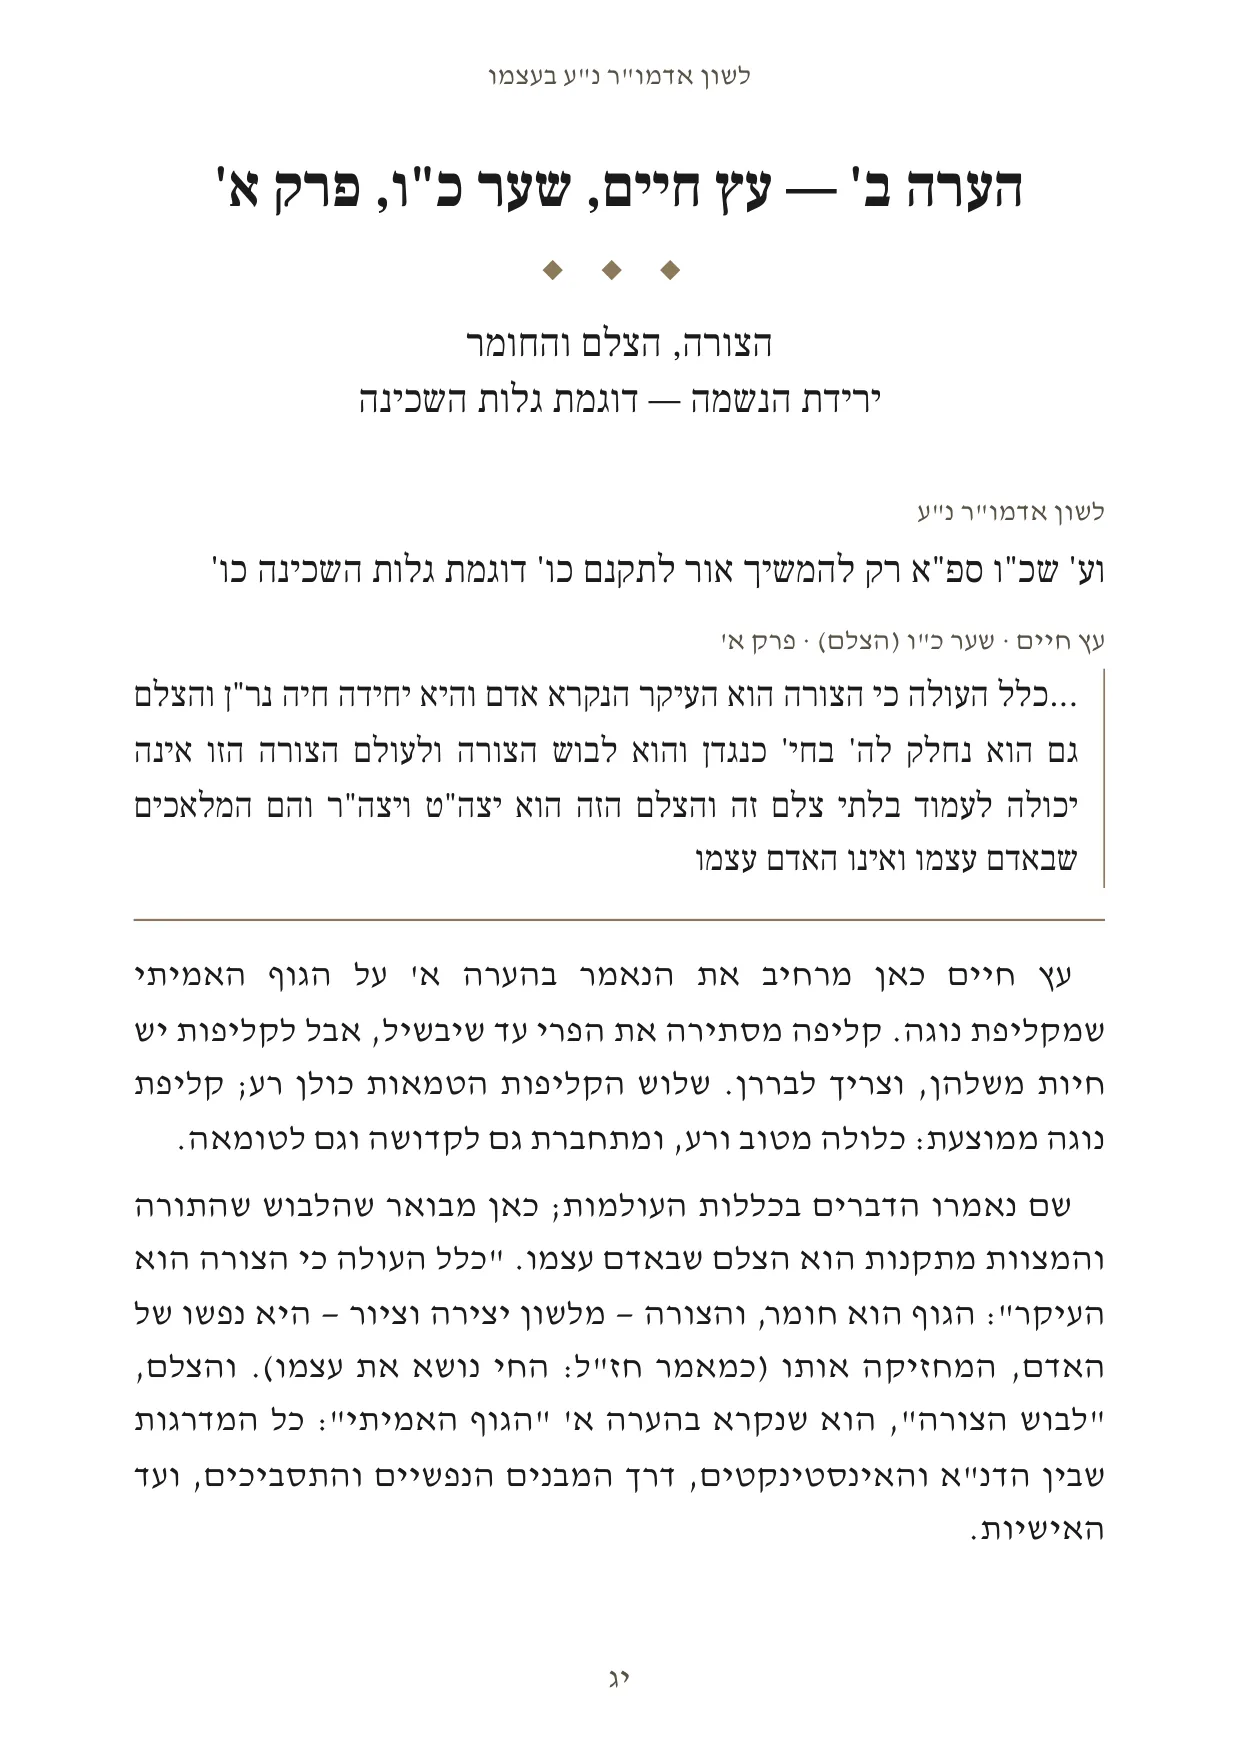 לשון אדמו״ר נ״ע בעצמו
הערה ב' — עץ חיים, שער כ"ו, פרק א'
◆ ◆ ◆
הצורה, הצלם והחומר
ירידת הנשמה — דוגמת גלות השכינה
לשון אדמו״ר נ״ע
וע' שכ"ו ספ"א רק להמשיך אור לתקנם כו' דוגמת גלות השכינה כו'
עץ חיים · שער כ״ו (הצלם) · פרק א׳
...כלל העולה כי הצורה הוא העיקר הנקרא אדם והיא יחידה חיה נר"ן והצלם
גם הוא נחלק לה' בחי' כנגדן והוא לבוש הצורה ולעולם הצורה הזו אינה
יכולה לעמוד בלתי צלם זה והצלם הזה הוא יצה"ט ויצה"ר והם המלאכים
שבאדם עצמו ואינו האדם עצמו
עץ חיים כאן מרחיב את הנאמר בהערה א׳ על הגוף האמיתי
שמקליפת נוגה. קליפה מסתירה את הפרי עד שיבשיל, אבל לקליפות יש
חיות משלהן, וצריך לבררן. שלוש הקליפות הטמאות כולן רע; קליפת
נוגה ממוצעת: כלולה מטוב ורע, ומתחברת גם לקדושה וגם לטומאה.
שם נאמרו הדברים בכללות העולמות; כאן מבואר שהלבוש שהתורה
והמצוות מתקנות הוא הצלם שבאדם עצמו. ״כלל העולה כי הצורה הוא
העיקר״: הגוף הוא חומר, והצורה – מלשון יצירה וציור – היא נפשו של
האדם, המחזיקה אותו (כמאמר חז״ל: החי נושא את עצמו). והצלם,
״לבוש הצורה״, הוא שנקרא בהערה א׳ ״הגוף האמיתי״: כל המדרגות
שבין הדנ״א והאינסטינקטים, דרך המבנים הנפשיים והתסביכים, ועד
האישיות.
יג